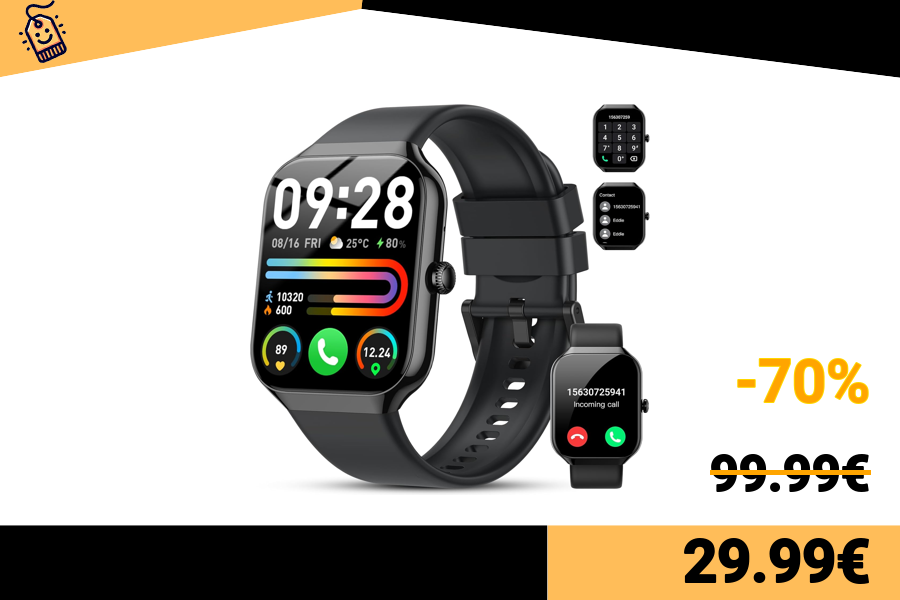 09:28
08/16 FRI 25°C 80%
10320
600
89
12.24
156307259
1 2 3
4 5 6
7* 8 9#
0+
Contact
15630725941
Eddie
Eddie
15630725941
Incoming call
-70%
99.99€
29.99€